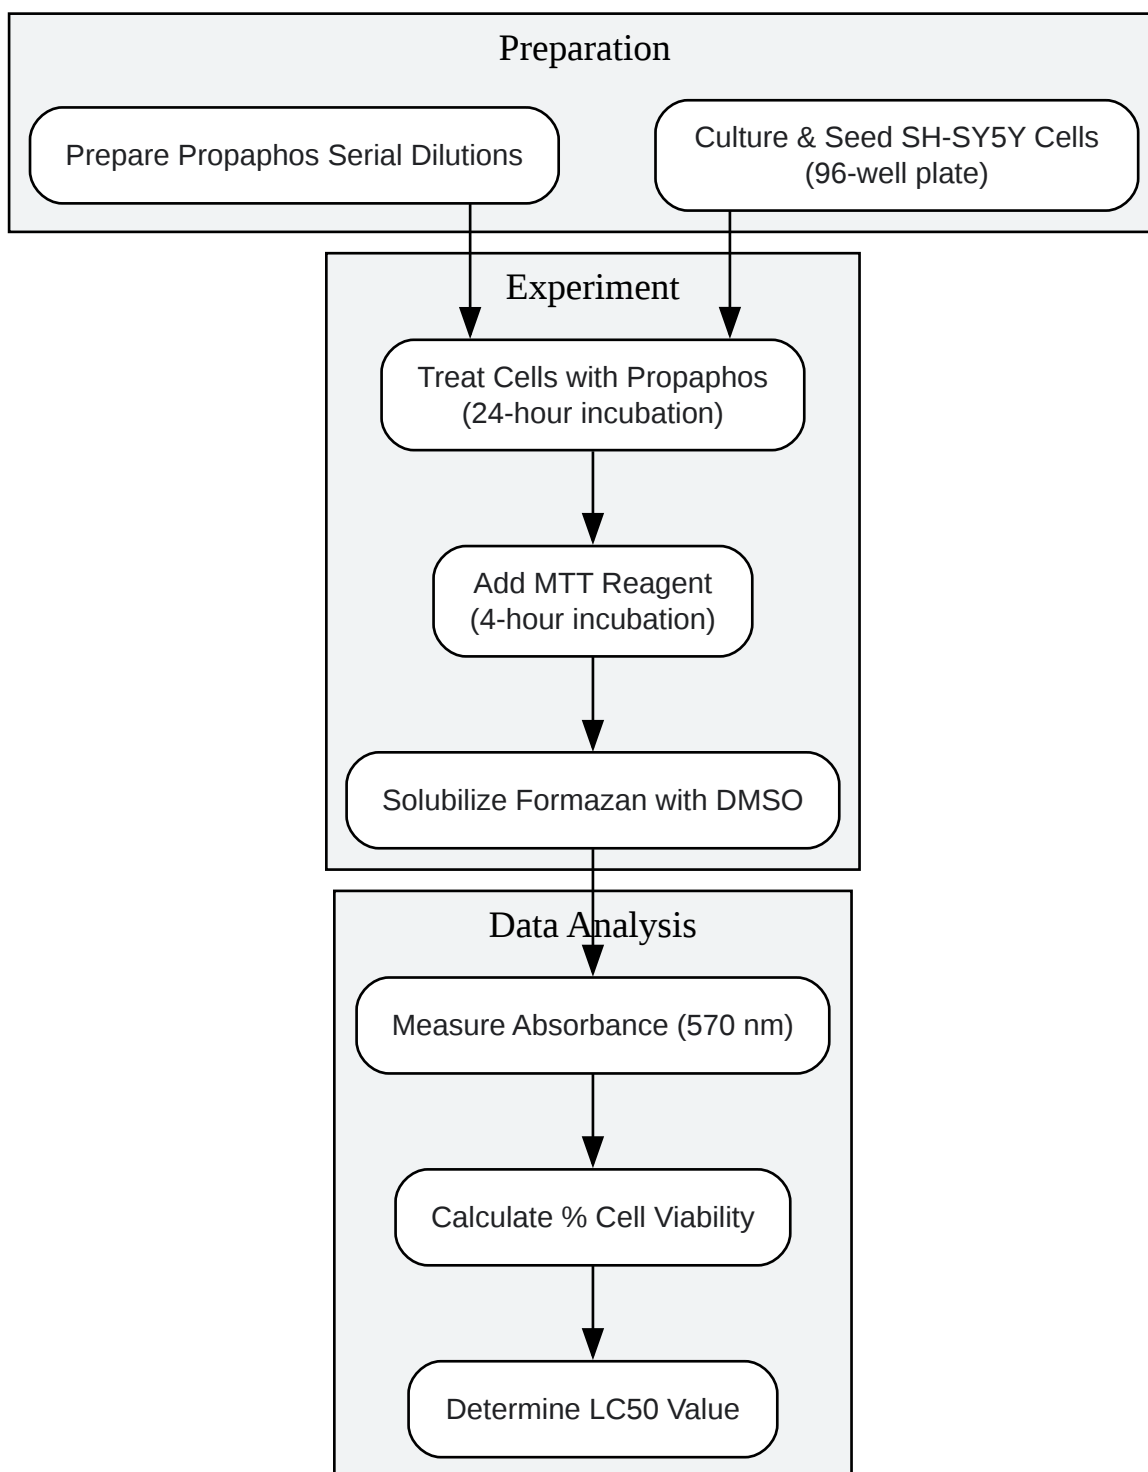 Preparation
Prepare Propaphos Serial Dilutions
Culture & Seed SH-SY5Y Cells
(96-well plate)
Experiment
Treat Cells with Propaphos
(24-hour incubation)
Add MTT Reagent
(4-hour incubation)
Solubilize Formazan with DMSO
Data Analysis
Measure Absorbance (570 nm)
Calculate % Cell Viability
Determine LC50 Value